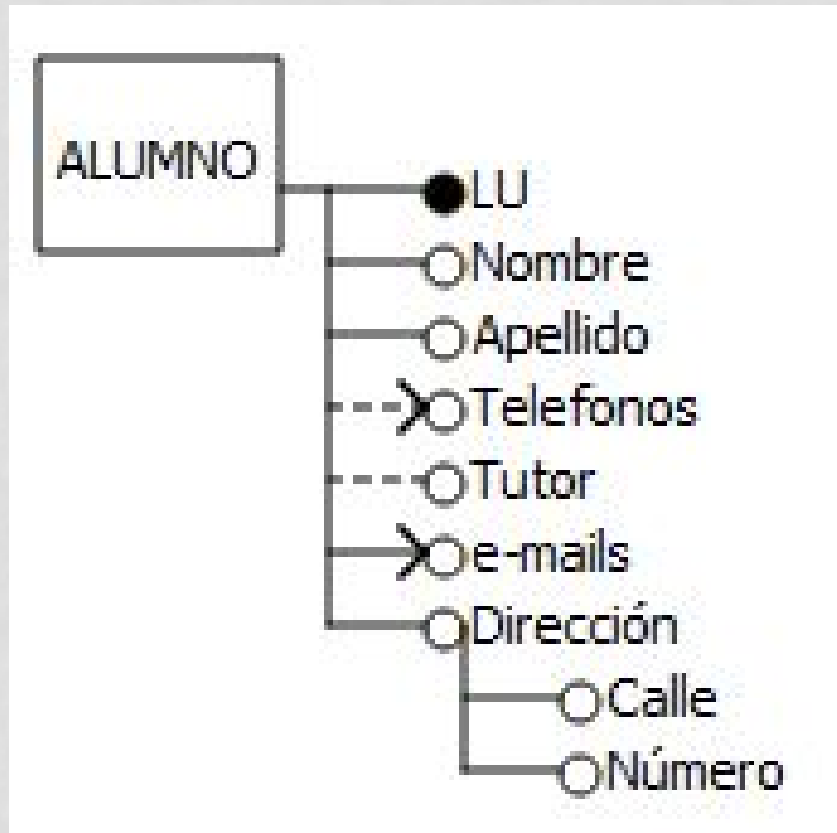 ALUMNO
LU
Nombre
Apellido
Telefonos
Tutor
e-mails
Dirección
Calle
Número